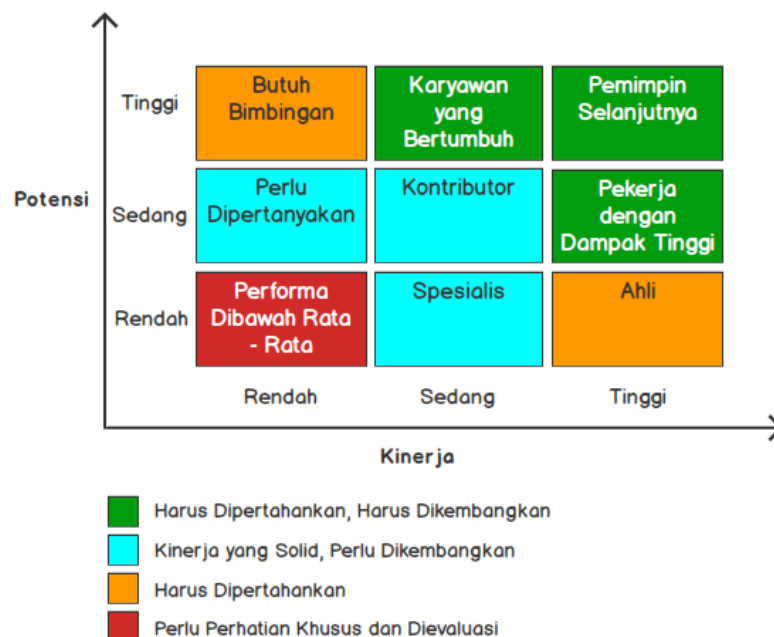 Tinggi
Butuh
Bimbingan
Karyawan
yang
Bertumbuh
Pemimpin
Selanjutnya
Potensi
Sedang
Perlu
Dipertanyakan
Kontributor
Pekerja
dengan
Dampak Tinggi
Rendah
Performa
Dibawah Rata
- Rata
Spesialis
Ahli
Rendah
Sedang
Tinggi
Kinerja
Harus Dipertahankan, Harus Dikembangkan
Kinerja yang Solid, Perlu Dikembangkan
Harus Dipertahankan
Perlu Perhatian Khusus dan Dievaluasi